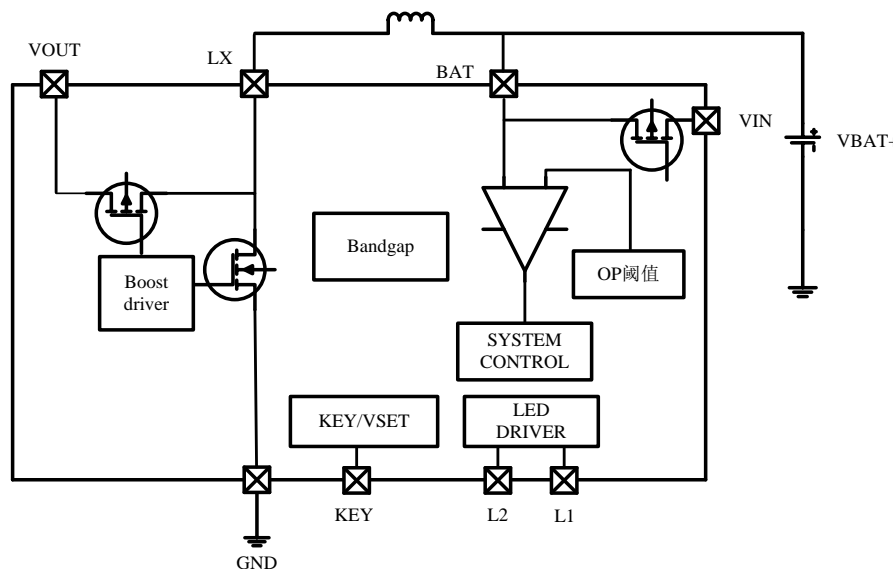 VOUT
LX
BAT
VIN
VBAT-
Bandgap
OP阈值
Boost
driver
SYSTEM
CONTROL
KEY/VSET
LED
DRIVER
KEY
L2
L1
GND